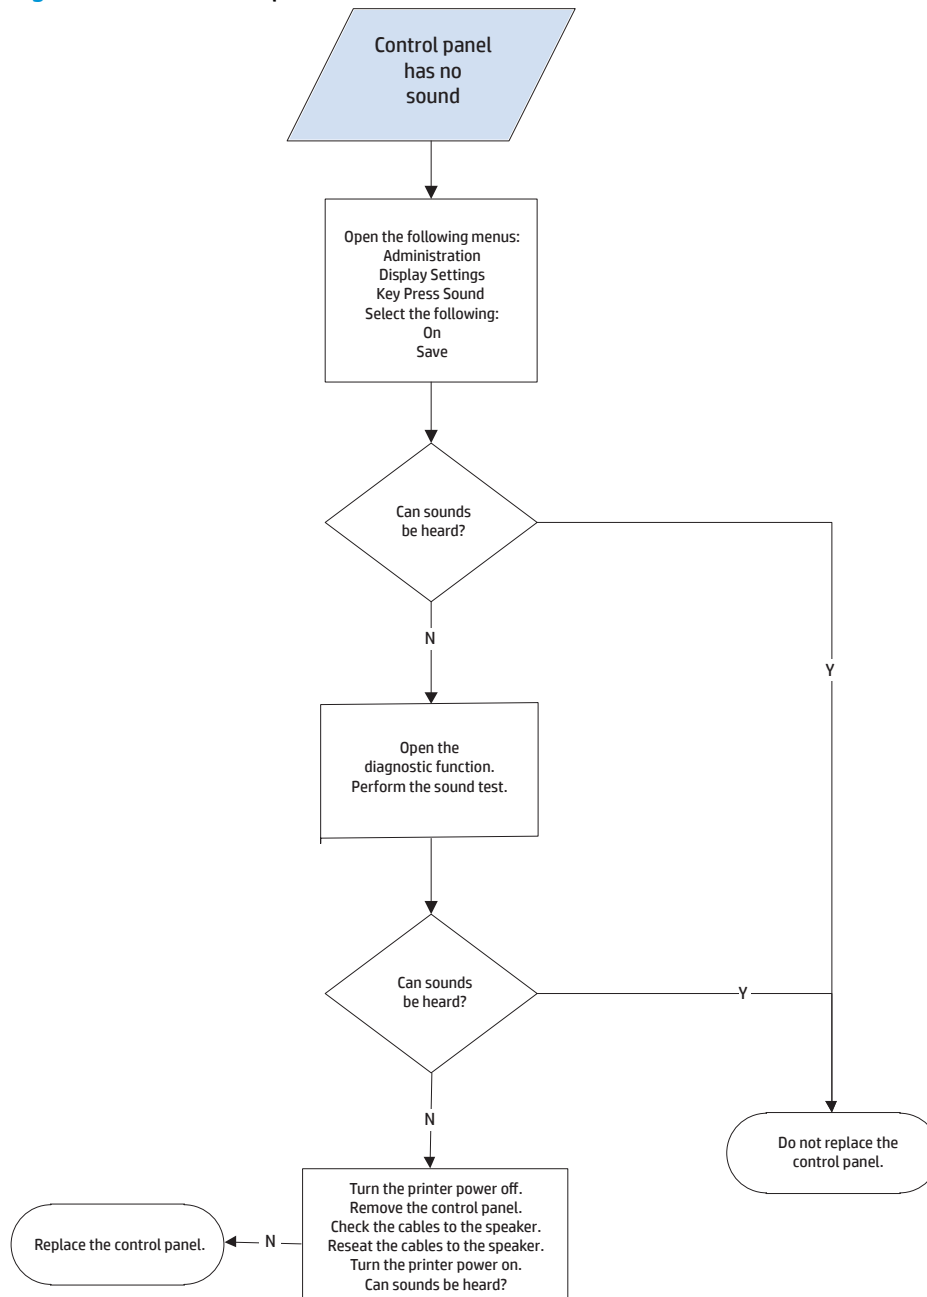 Control panel
has no
sound
Open the following menus:
Administration
Display Settings
Key Press Sound
Select the following:
On
Save
Can sounds
be heard?
N
Y
Open the
diagnostic function.
Perform the sound test.
Can sounds
be heard?
Y
N
Do not replace the
control panel.
Turn the printer power off.
Remove the control panel.
Check the cables to the speaker.
Reseat the cables to the speaker.
Turn the printer power on.
Can sounds be heard?
N
Replace the control panel.